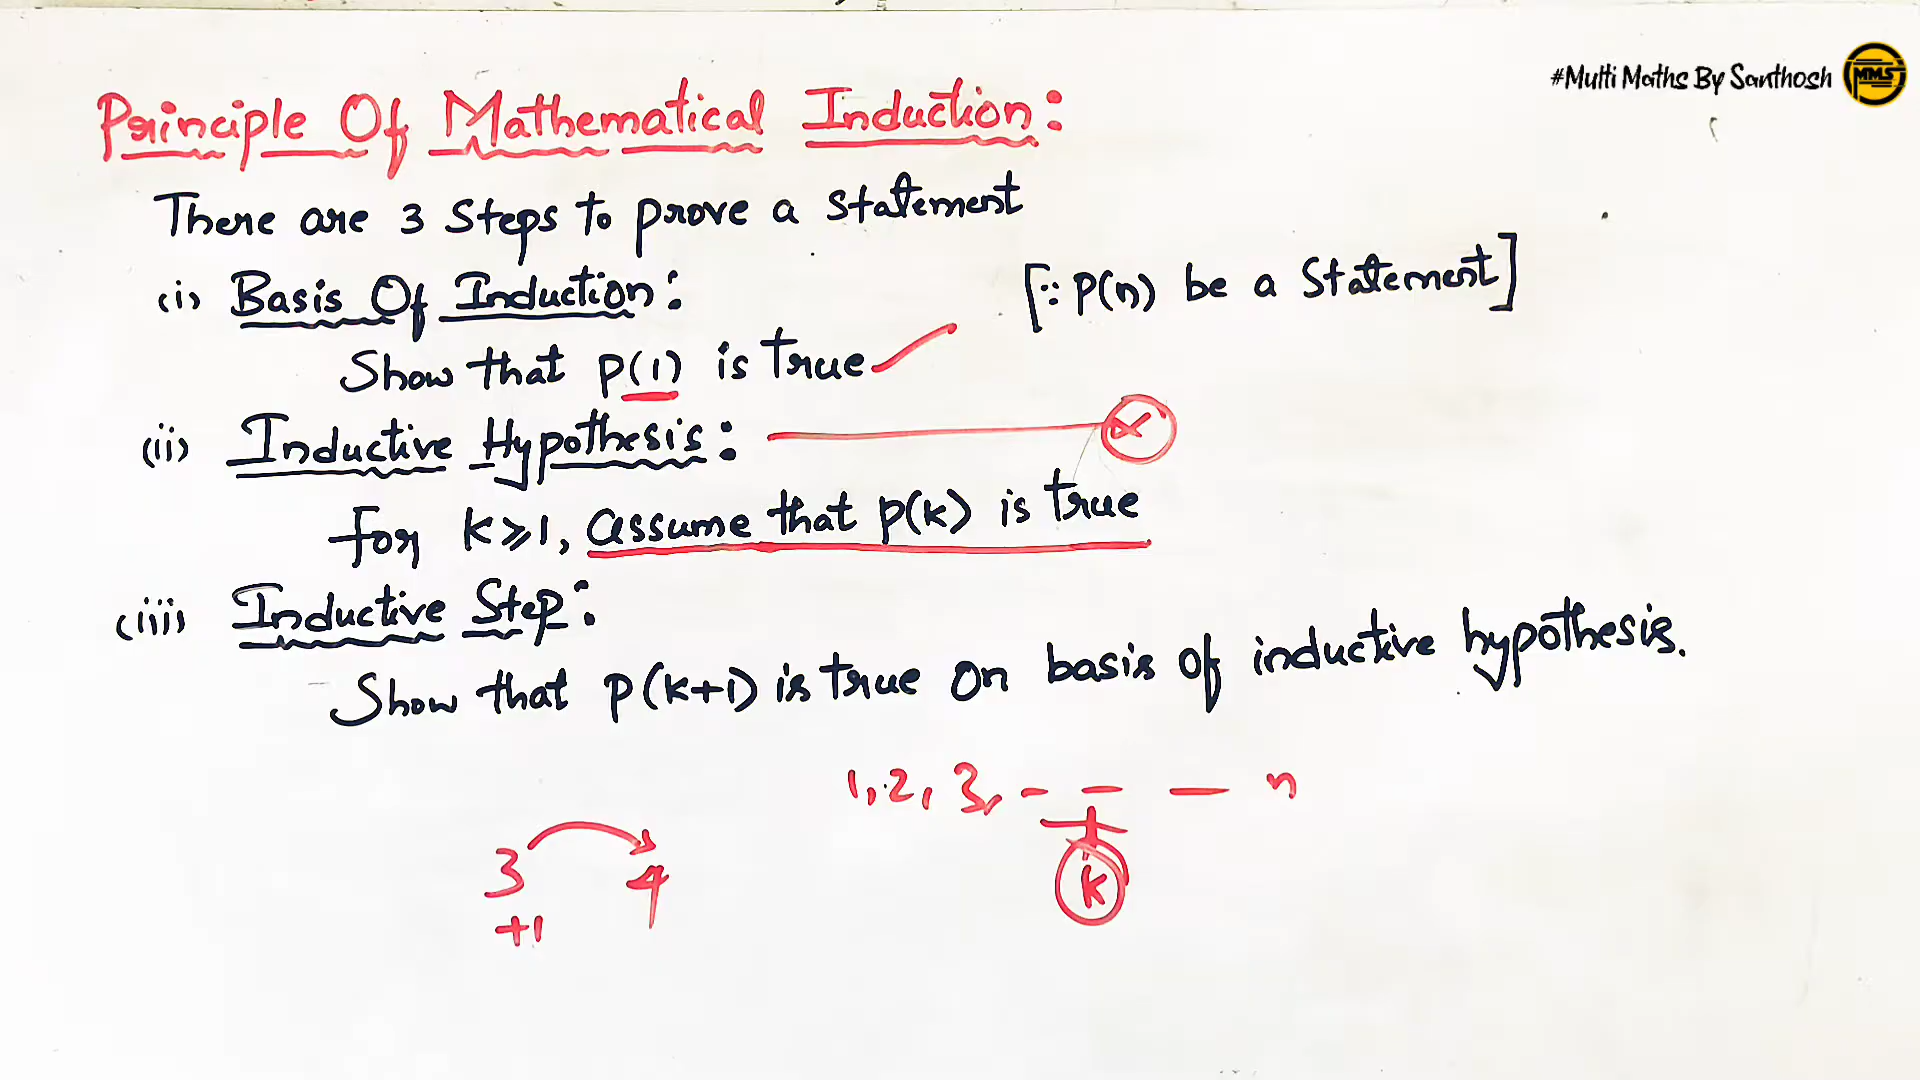 #Multi Maths By Santhosh
MMS
Principle Of Mathematical Induction:
There are 3 Steps to prove a statement
(i) Basis Of Induction:
[∵ P(n) be a Statement]
Show that P(1) is true
(ii) Inductive Hypothesis:
For k≥1, assume that P(k) is true
(iii) Inductive Step:
Show that P(k+1) is true on basis of inductive hypothesis.
1, 2, 3, - - - n
k
3 4
+1